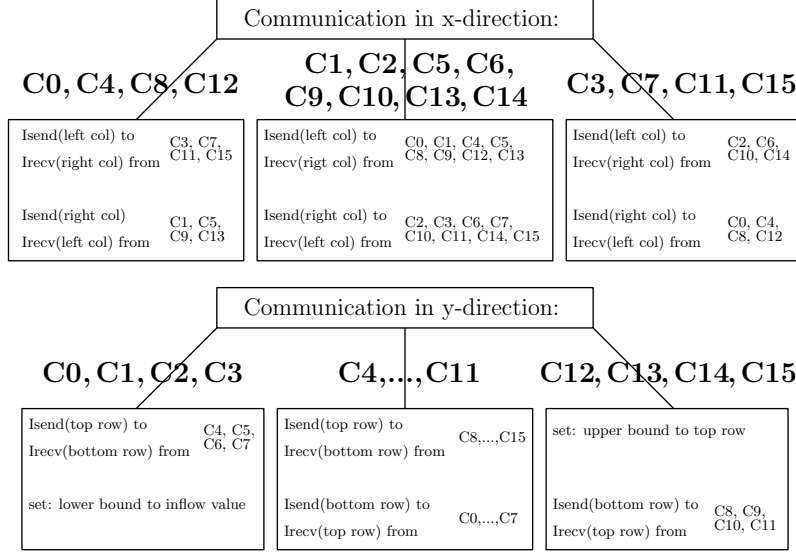 Communication in x-direction:
C0, C4, C8, C12
Isend(left col) to
Irecv(right col) from
C3, C7,
C11, C15
Isend(right col)
Irecv(left col) from
C1, C5,
C9, C13
C1, C2, C5, C6,
C9, C10, C13, C14
Isend(left col) to
Irecv(rigt col) from
C0, C1, C4, C5,
C8, C9, C12, C13
Isend(right col) to
Irecv(left col) from
C2, C3, C6, C7,
C10, C11, C14, C15
C3, C7, C11, C15
Isend(left col) to
Irecv(right col) from
C2, C6,
C10, C14
Isend(right col) to
Irecv(left col) from
C0, C4,
C8, C12
Communication in y-direction:
C0, C1, C2, C3
Isend(top row) to
Irecv(bottom row) from
C4, C5,
C6, C7
set: lower bound to inflow value
C4,...,C11
Isend(top row) to
Irecv(bottom row) from
C8,...,C15
Isend(bottom row) to
Irecv(top row) from
C0,...,C7
C12, C13, C14, C15
set: upper bound to top row
Isend(bottom row) to
Irecv(top row) from
C8, C9,
C10, C11